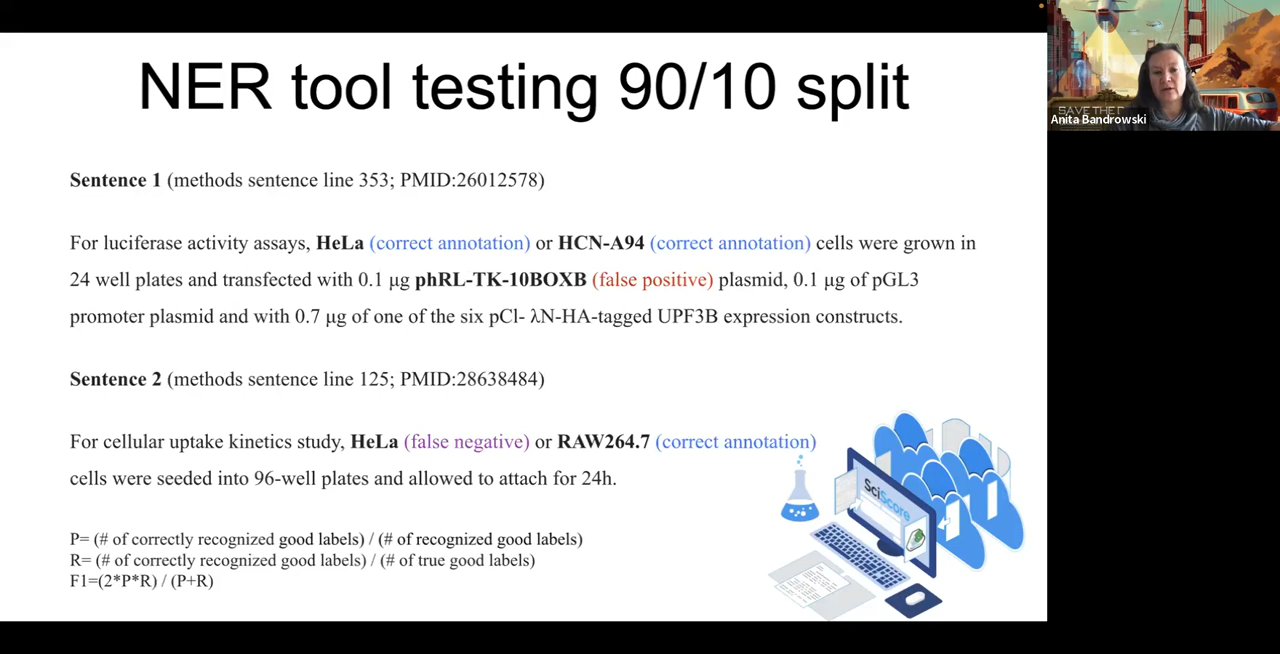 NER tool testing 90/10 split
SAVE THE
Anita Bandrowski
Sentence 1 (methods sentence line 353; PMID:26012578)
For luciferase activity assays, HeLa (correct annotation) or HCN-A94 (correct annotation) cells were grown in
24 well plates and transfected with 0.1 μg phRL-TK-10BOXB (false positive) plasmid, 0.1 μg of pGL3
promoter plasmid and with 0.7 μg of one of the six pCl- λN-HA-tagged UPF3B expression constructs.
Sentence 2 (methods sentence line 125; PMID:28638484)
For cellular uptake kinetics study, HeLa (false negative) or RAW264.7 (correct annotation)
cells were seeded into 96-well plates and allowed to attach for 24h.
SciScore
P= (# of correctly recognized good labels) / (# of recognized good labels)
R= (# of correctly recognized good labels) / (# of true good labels)
F1=(2*P*R) / (P+R)